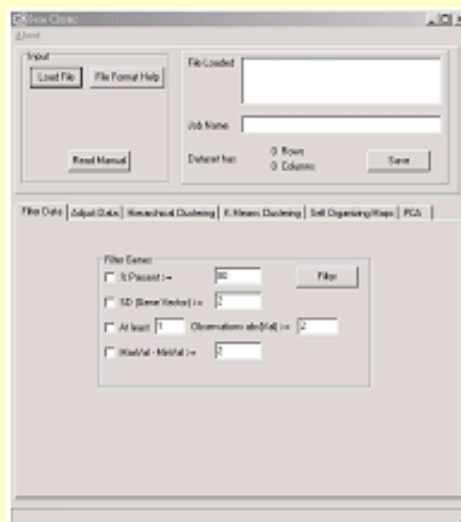 Gene Cluster
About
Input
Load File File Format Help
File Loaded
Job Name
Read Manual
Dataset has: 0 Rows
0 Columns
Save
Filter Data Adjust Data Hierarchical Clustering K-Means Clustering Self Organizing Maps PCA
Filter Genes
% Present >= 80 Filter
SD (Gene Vector) >= 2
At least 1 Observations abs(Val) >= 2
MaxVal - MinVal >= 2